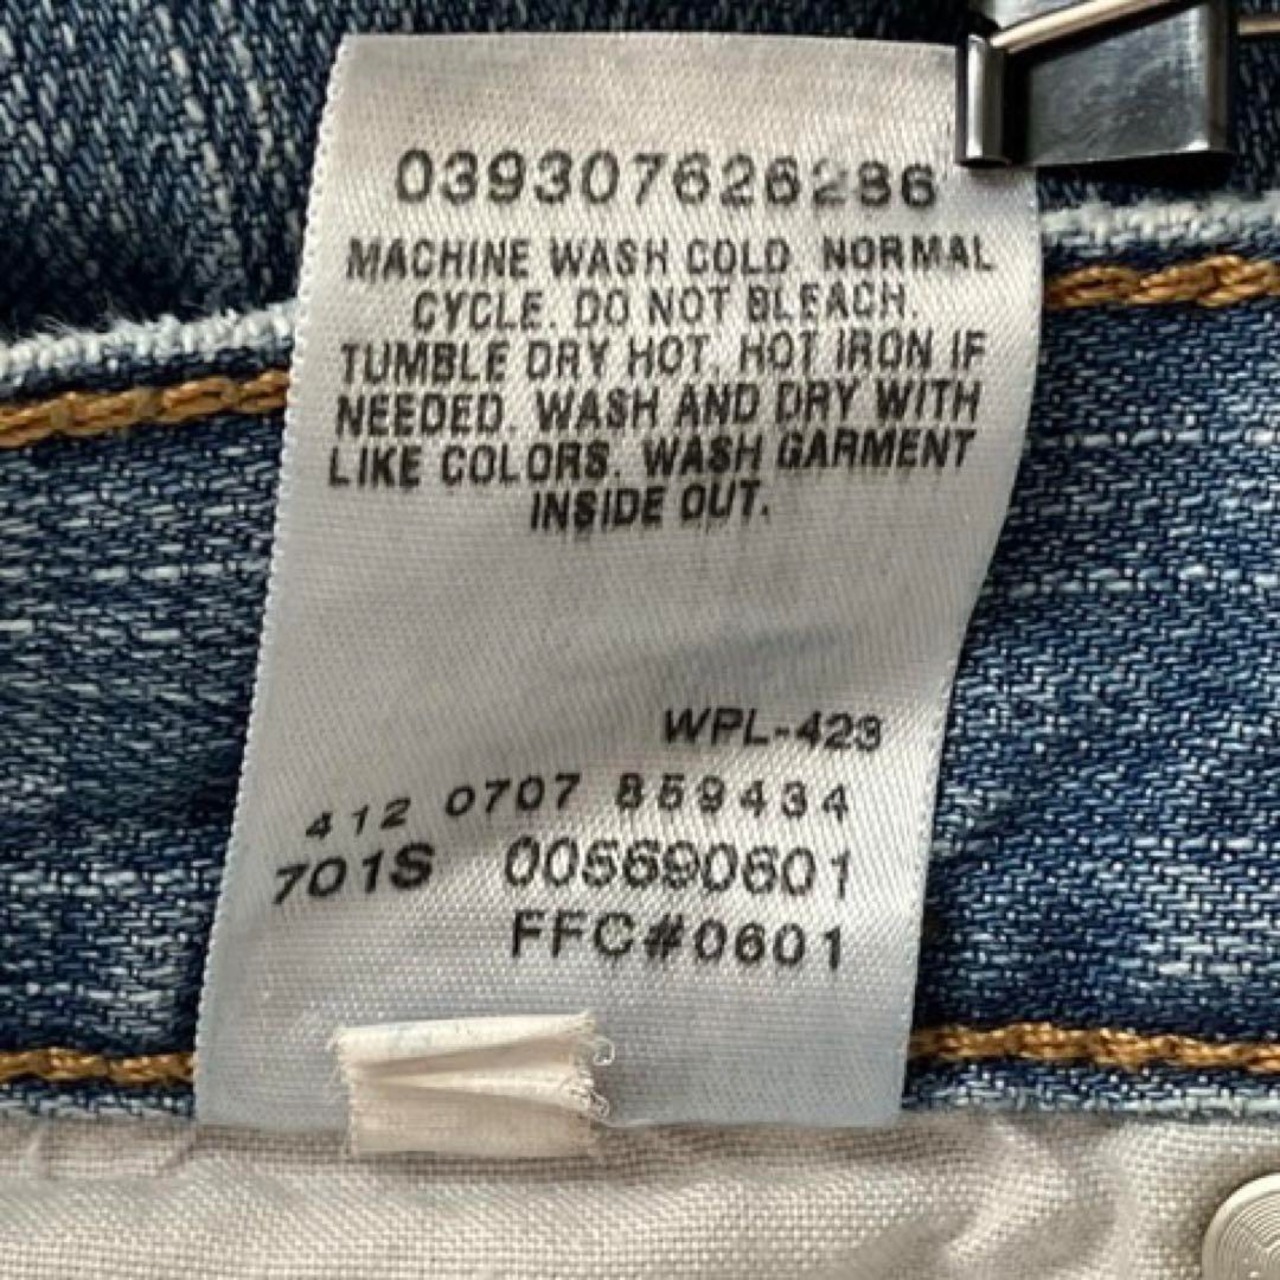 039307626286
MACHINE WASH COLD. NORMAL
CYCLE. DO NOT BLEACH.
TUMBLE DRY HOT. HOT IRON IF
NEEDED. WASH AND DRY WITH
LIKE COLORS. WASH GARMENT
INSIDE OUT.
WPL-423
412 0707 859434
701S 005690601
FFC#0601